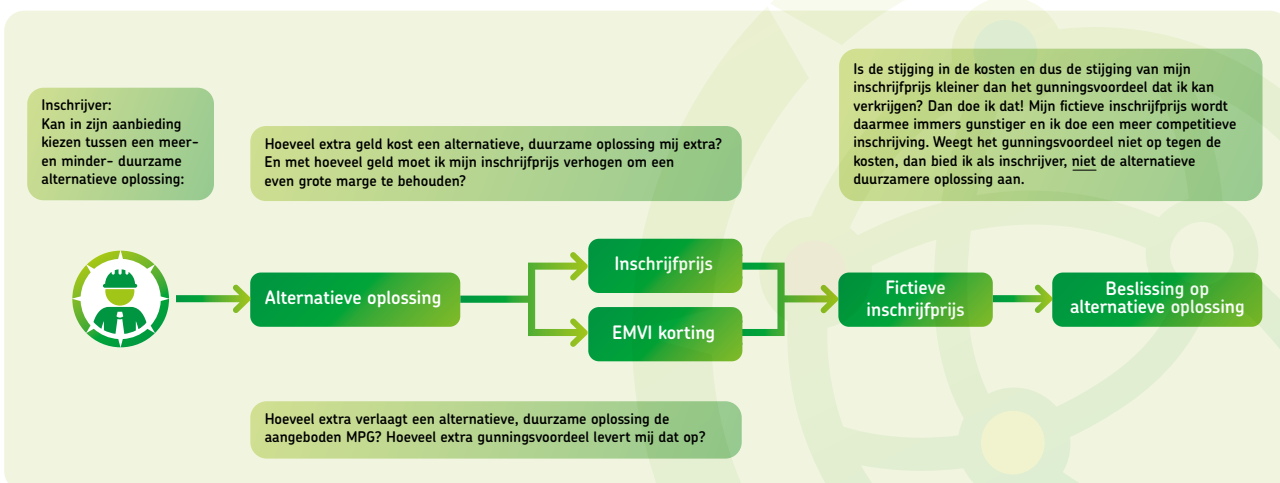 Inschrijver:
Kan in zijn aanbieding
kiezen tussen een meer-
en minder- duurzame
alternatieve oplossing:
Hoeveel extra geld kost een alternatieve, duurzame oplossing mij extra?
En met hoeveel geld moet ik mijn inschrijfprijs verhogen om een
even grote marge te behouden?
Is de stijging in de kosten en dus de stijging van mijn
inschrijfprijs kleiner dan het gunningsvoordeel dat ik kan
verkrijgen? Dan doe ik dat! Mijn fictieve inschrijfprijs wordt
daarmee immers gunstiger en ik doe een meer competitieve
inschrijving. Weegt het gunningsvoordeel niet op tegen de
kosten, dan bied ik als inschrijver, niet de alternatieve
duurzamere oplossing aan.
Alternatieve oplossing
Inschrijfprijs
EMVI korting
Fictieve
inschrijfprijs
Beslissing op
alternatieve oplossing
Hoeveel extra verlaagt een alternatieve, duurzame oplossing de
aangeboden MPG? Hoeveel extra gunningsvoordeel levert mij dat op?